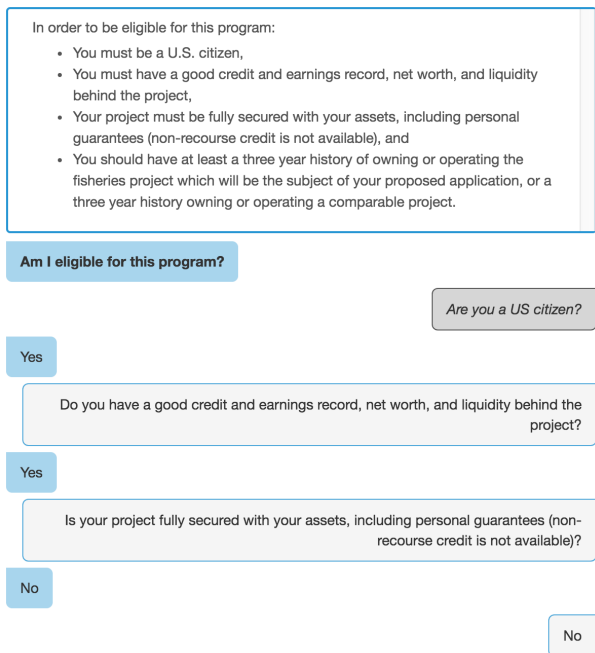 In order to be eligible for this program:
• You must be a U.S. citizen,
• You must have a good credit and earnings record, net worth, and liquidity
behind the project,
• Your project must be fully secured with your assets, including personal
guarantees (non-recourse credit is not available), and
• You should have at least a three year history of owning or operating the
fisheries project which will be the subject of your proposed application, or a
three year history owning or operating a comparable project.
Am I eligible for this program?
Are you a US citizen?
Yes
Do you have a good credit and earnings record, net worth, and liquidity behind the
project?
Yes
Is your project fully secured with your assets, including personal guarantees (non-
recourse credit is not available)?
No
No